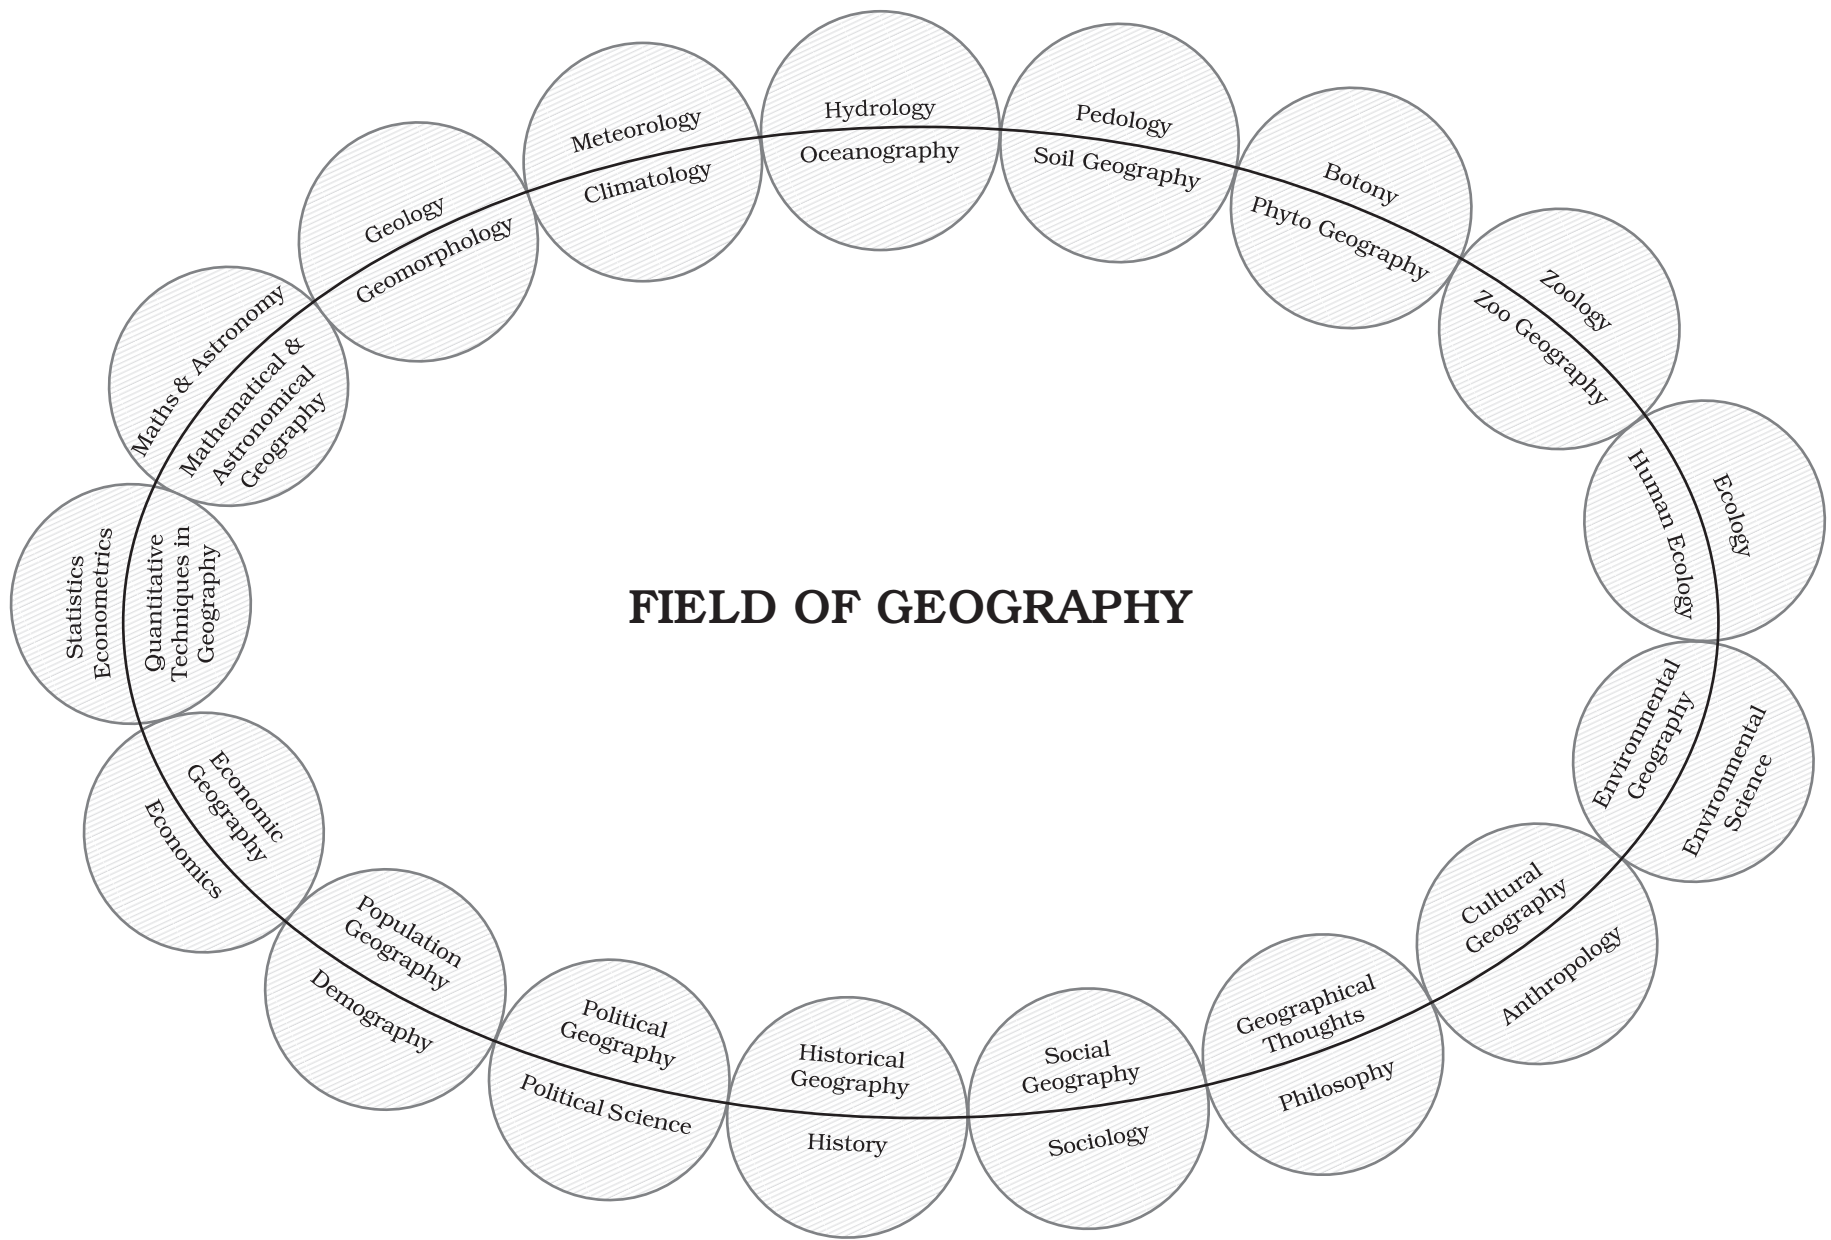 Hydrology
Oceanography
Pedology
Soil Geography
Botony
Phyto Geography
Zoology
Zoo Geography
Ecology
Human Ecology
Environmental
Geography
Environmental
Science
Cultural
Geography
Anthropology
Geographical
Thoughts
Philosophy
Social
Geography
Sociology
Historical
Geography
History
Political
Geography
Political Science
Population
Geography
Demography
Economic
Geography
Economics
Statistics
Econometrics
Quantitative
Techniques in
Geography
Maths & Astronomy
Mathematical &
Astronomical
Geography
Geology
Geomorphology
Meteorology
Climatology
FIELD OF GEOGRAPHY